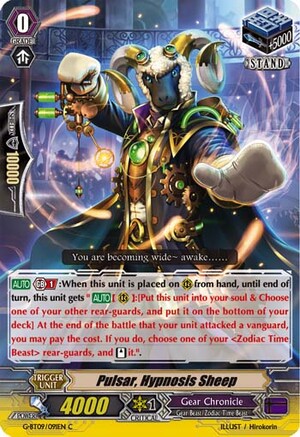 0
GRADE
+5000
STAND
SHIELD
10000
You are becoming wide~ awake......
AUTO GB 1 :When this unit is placed on from hand, until end of
turn, this unit gets " AUTO [ ]:[Put this unit into your soul & Choose
one of your other rear-guards, and put it on the bottom of your
deck] At the end of the battle that your unit attacked a vanguard,
you may pay the cost. If you do, choose one of your <Zodiac Time
Beast> rear-guards, and it.".
TRIGGER
UNIT
Pulsar, Hypnosis Sheep
POWER
4000
1
CRITICAL
Gear Chronicle
Gear Beast/Zodiac Time Beast
G-BT09/091EN C
ILLUST / Hirokorin